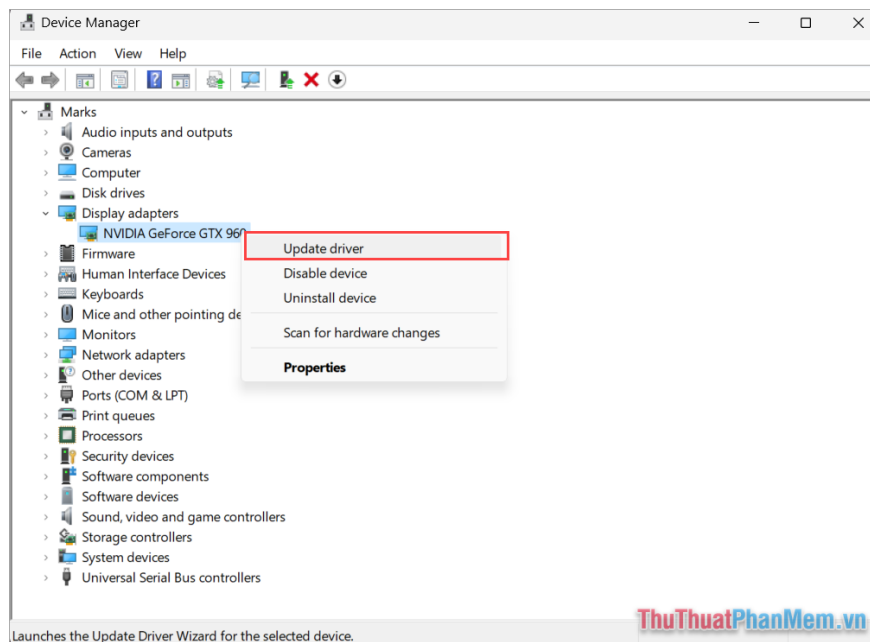 Device Manager
File Action View Help
Marks
Audio inputs and outputs
Cameras
Computer
Disk drives
Display adapters
NVIDIA GeForce GTX 960
Update driver
Firmware
Disable device
Human Interface Devices
Keyboards
Uninstall device
Mice and other pointing de
Monitors
Scan for hardware changes
Network adapters
Other devices
Properties
Ports (COM & LPT)
Print queues
Processors
Security devices
Software components
Software devices
Sound, video and game controllers
Storage controllers
System devices
Universal Serial Bus controllers
ThuThuatPhanMem.vn
Launches the Update Driver Wizard for the selected device.